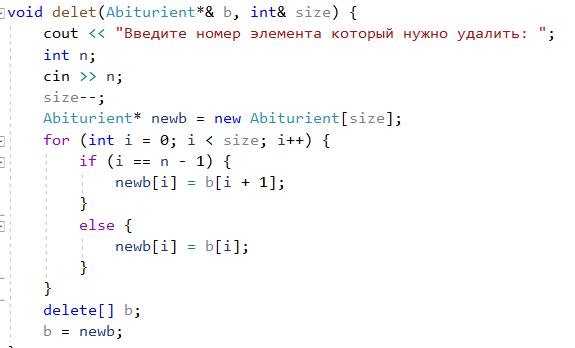 void delet(Abiturient*& b, int& size) {
cout << "Введите номер элемента который нужно удалить: ";
int n;
cin >> n;
size--;
Abiturient* newb = new Abiturient[size];
for (int i = 0; i < size; i++) {
if (i == n - 1) {
newb[i] = b[i + 1];
}
else {
newb[i] = b[i];
}
}
delete[] b;
b = newb;